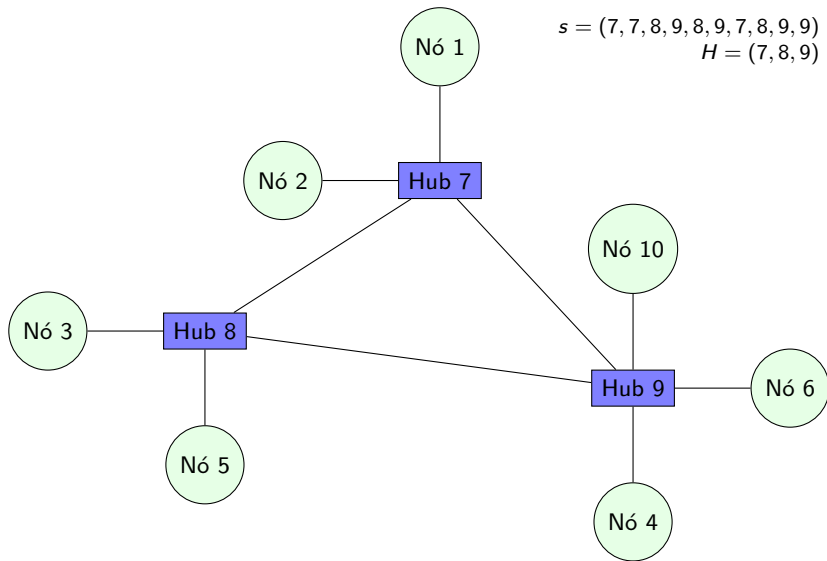 s = (7, 7, 8, 9, 8, 9, 7, 8, 9, 9)
H = (7, 8, 9)
Nó 1
Nó 2
Hub 7
Nó 10
Nó 3
Hub 8
Hub 9
Nó 6
Nó 5
Nó 4